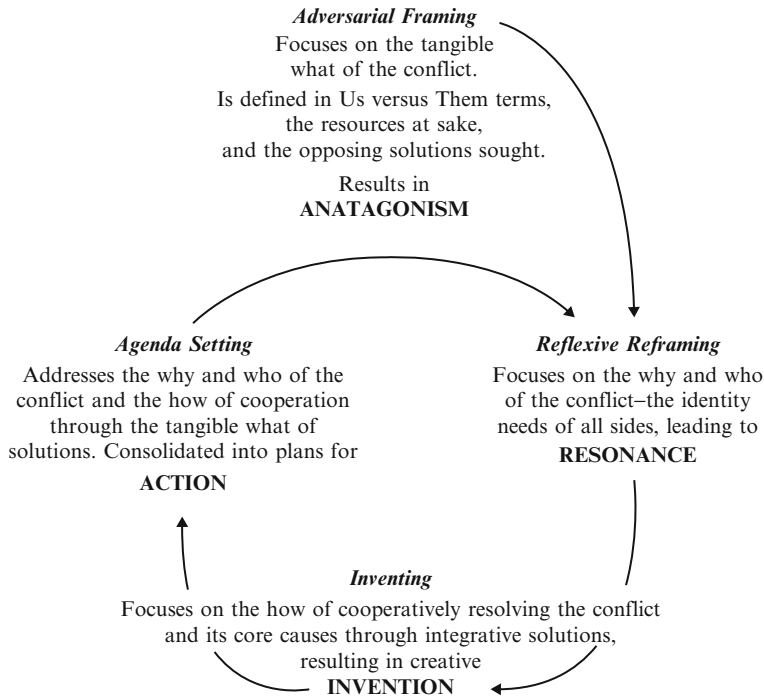 Adversarial Framing
Focuses on the tangible
what of the conflict.
Is defined in Us versus Them terms,
the resources at sake,
and the opposing solutions sought.
Results in
ANATAGONISM
Agenda Setting
Addresses the why and who of the
conflict and the how of cooperation
through the tangible what of
solutions. Consolidated into plans for
ACTION
Reflexive Reframing
Focuses on the why and who
of the conflict–the identity
needs of all sides, leading to
RESONANCE
Inventing
Focuses on the how of cooperatively resolving the conflict
and its core causes through integrative solutions,
resulting in creative
INVENTION